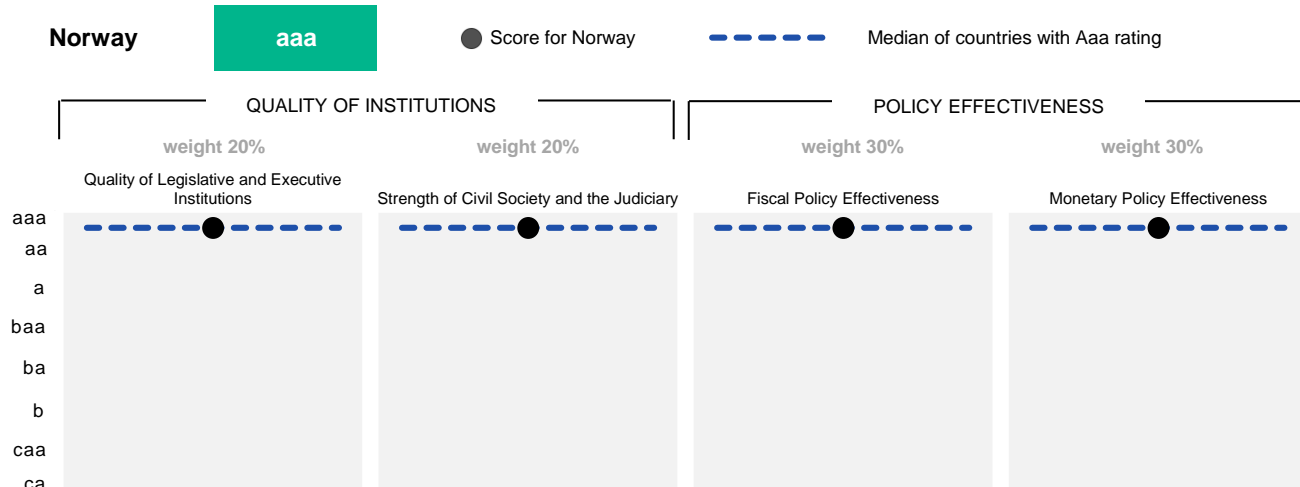 Norway
aaa
Score for Norway
Median of countries with Aaa rating
QUALITY OF INSTITUTIONS
POLICY EFFECTIVENESS
weight 20%
weight 20%
weight 30%
weight 30%
Quality of Legislative and Executive
Institutions
Strength of Civil Society and the Judiciary
Fiscal Policy Effectiveness
Monetary Policy Effectiveness
aaa
aa
a
baa
ba
b
caa
ca